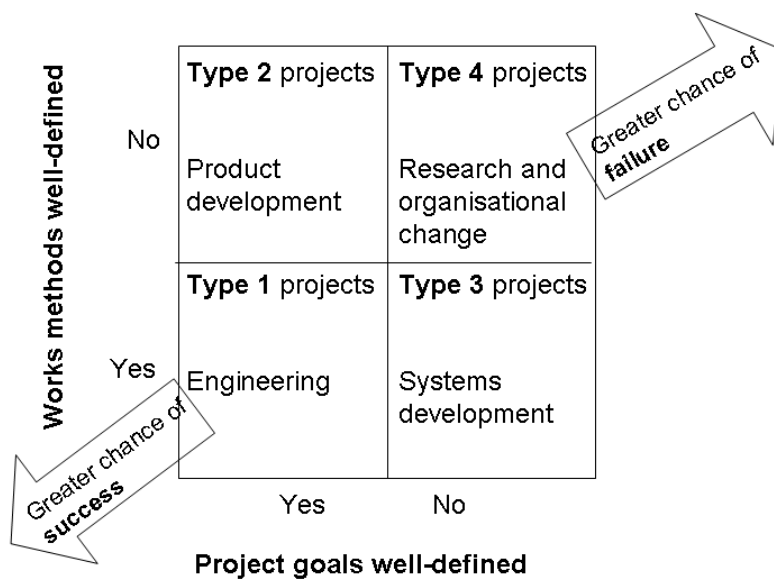 Type 2 projects
Type 4 projects
Greater chance of
failure
No
Product
development
Research and
organisational
change
Works methods well-defined
Type 1 projects
Type 3 projects
Yes
Engineering
Systems
development
Greater chance of
success
Yes
No
Project goals well-defined